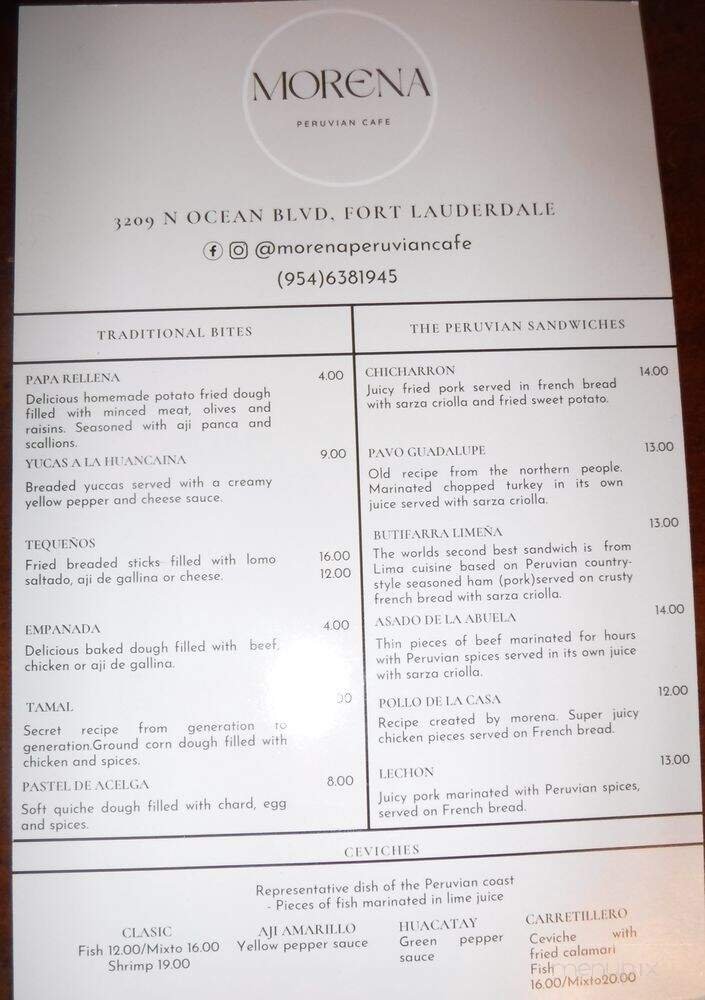 MORENA
PERUVIAN CAFE
3209 N OCEAN BLVD, FORT LAUDERDALE
@morenaperuviancafe
(954)6381945
TRADITIONAL BITES
PAPA RELLENA 4.00
Delicious homemade potato fried dough
filled with minced meat, olives and
raisins. Seasoned with aji panca and
scallions.
YUCAS A LA HUANCAINA 9.00
Breaded yuccas served with a creamy
yellow pepper and cheese sauce.
TEQUEÑOS
Fried breaded sticks filled with lomo 16.00
saltado, aji de gallina or cheese. 12.00
EMPANADA 4.00
Delicious baked dough filled with beef,
chicken or aji de gallina.
TAMAL
Secret recipe from generation to
generation.Ground corn dough filled with
chicken and spices.
PASTEL DE ACELGA 8.00
Soft quiche dough filled with chard, egg
and spices.
THE PERUVIAN SANDWICHES
CHICHARRON 14.00
Juicy fried pork served in french bread
with sarza criolla and fried sweet potato.
PAVO GUADALUPE 13.00
Old recipe from the northern people.
Marinated chopped turkey in its own
juice served with sarza criolla.
BUTIFARRA LIMEÑA 13.00
The worlds second best sandwich is from
Lima cuisine based on Peruvian country-
style seasoned ham (pork)served on crusty
french bread with sarza criolla.
ASADO DE LA ABUELA 14.00
Thin pieces of beef marinated for hours
with Peruvian spices served in its own juice
with sarza criolla.
POLLO DE LA CASA 12.00
Recipe created by morena. Super juicy
chicken pieces served on French bread.
LECHON 13.00
Juicy pork marinated with Peruvian spices,
served on French bread.
CEVICHES
Representative dish of the Peruvian coast
- Pieces of fish marinated in lime juice
CLASIC
Fish 12.00/Mixto 16.00
Shrimp 19.00
AJI AMARILLO
Yellow pepper sauce
HUACATAY
Green pepper
sauce
CARRETILLERO
Ceviche with
fried calamari
Fish
16.00/Mixto20.00